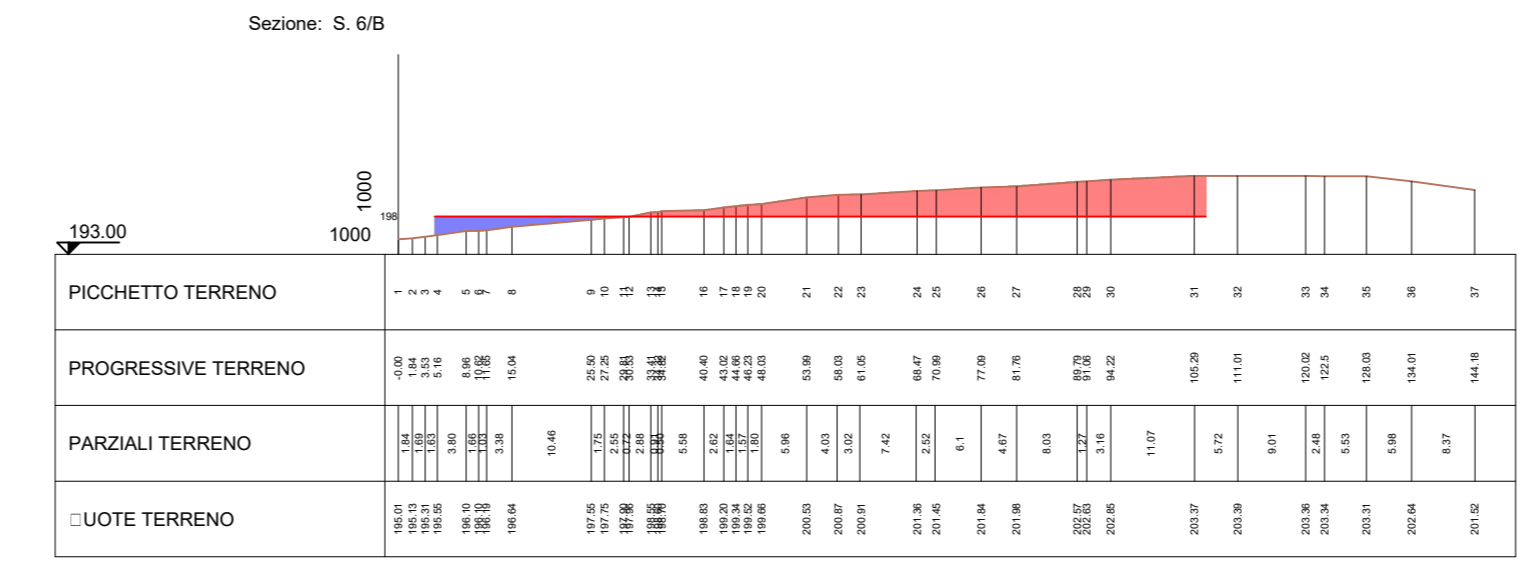 Sezione: S. 6/B
1000
198
193.00
1000
PICCHETTO TERRENO 1 2 3 4 5 6 7 8 9 10 11 12 13 16 17 18 19 20 21 22 23 24 25 26 27 28 29 30 31 32 33 34 35 36 37
PROGRESSIVE TERRENO -0.00 1.84 3.53 5.16 8.96 15.04 25.50 27.25 40.40 43.02 44.66 46.23 48.03 53.99 58.03 61.05 68.47 70.99 77.09 81.76 89.79 91.06 94.22 105.29 111.01 120.02 122.5 128.03 134.01 144.18
PARZIALI TERRENO 1.84 1.69 1.63 3.80 1.66 1.03 3.38 10.46 1.75 2.55 0.72 2.88 5.58 2.62 1.64 1.57 1.80 5.96 4.03 3.02 7.42 2.52 6.1 4.67 8.03 1.27 3.16 11.07 5.72 9.01 2.48 5.53 5.98 8.37
□UOTE TERRENO 195.01 195.13 195.31 195.55 196.10 196.10 196.19 196.64 197.55 197.75 198.83 199.20 199.34 199.52 199.66 200.53 200.87 200.91 201.36 201.45 201.84 201.98 202.57 202.63 202.85 203.37 203.39 203.36 203.34 203.31 202.64 201.52